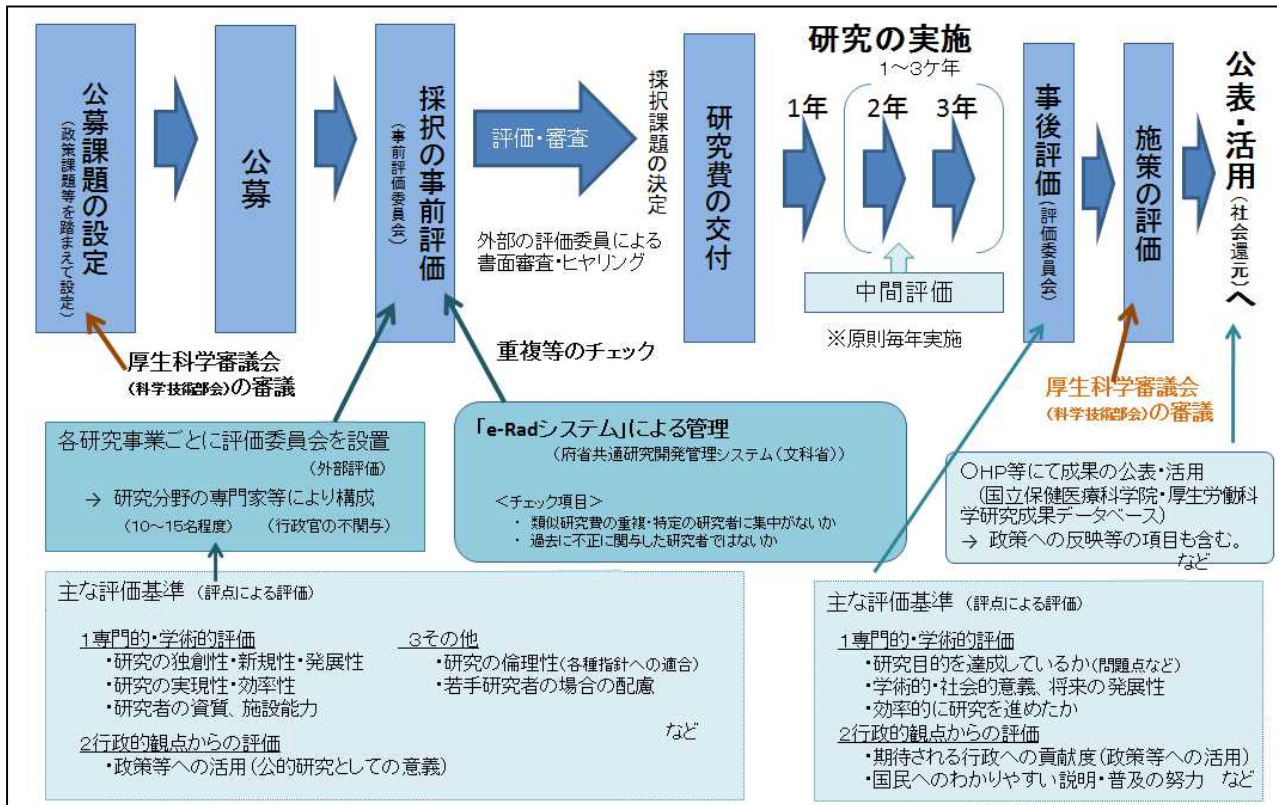 公募課題の設定
（政策課題等を踏まえて設定）
公募
採択の事前評価
（事前評価委員会）
評価・審査
外部の評価委員による
書面審査・ヒヤリング
採択課題の決定
研究費の交付
研究の実施
1～3ケ年
1年
2年
3年
中間評価
※原則毎年実施
事後評価
（評価委員会）
施策の評価
公表・活用（社会還元）へ
厚生科学審議会
（科学技術部会）の審議
重複等のチェック
厚生科学審議会
（科学技術部会）の審議
各研究事業ごとに評価委員会を設置
（外部評価）
→ 研究分野の専門家等により構成
（10～15名程度） （行政官の不関与）
「e-Radシステム」による管理
（府省共通研究開発管理システム（文科省））
＜チェック項目＞
・ 類似研究費の重複・特定の研究者に集中がないか
・ 過去に不正に関与した研究者ではないか
○HP等にて成果の公表・活用
（国立保健医療科学院・厚生労働科
学研究成果データベース）
→ 政策への反映等の項目も含む。
など
主な評価基準 （評点による評価）
1専門的・学術的評価
・研究の独創性・新規性・発展性
・研究の実現性・効率性
・研究者の資質、施設能力
2行政的観点からの評価
・政策等への活用（公的研究としての意義）
3その他
・研究の倫理性（各種指針への適合）
・若手研究者の場合の配慮
など
主な評価基準 （評点による評価）
1専門的・学術的評価
・研究目的を達成しているか（問題点など）
・学術的・社会的意義、将来の発展性
・効率的に研究を進めたか
2行政的観点からの評価
・期待される行政への貢献度（政策等への活用）
・国民へのわかりやすい説明・普及の努力 など